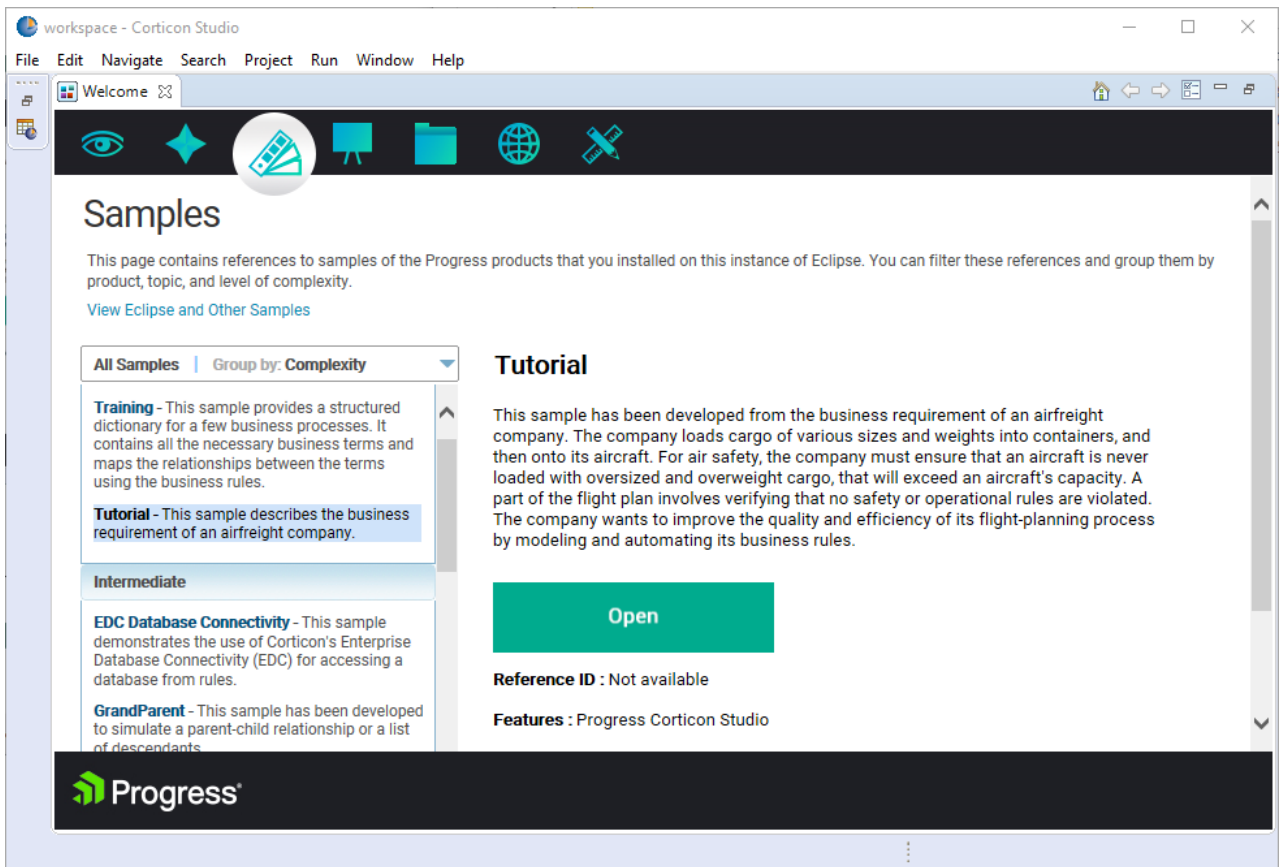 workspace - Corticon Studio
File Edit Navigate Search Project Run Window Help
Welcome
Samples
This page contains references to samples of the Progress products that you installed on this instance of Eclipse. You can filter these references and group them by
product, topic, and level of complexity.
View Eclipse and Other Samples
All Samples | Group by: Complexity
Training - This sample provides a structured
dictionary for a few business processes. It
contains all the necessary business terms and
maps the relationships between the terms
using the business rules.
Tutorial - This sample describes the business
requirement of an airfreight company.
Intermediate
EDC Database Connectivity - This sample
demonstrates the use of Corticon's Enterprise
Database Connectivity (EDC) for accessing a
database from rules.
GrandParent - This sample has been developed
to simulate a parent-child relationship or a list
of descendants
Tutorial
This sample has been developed from the business requirement of an airfreight
company. The company loads cargo of various sizes and weights into containers, and
then onto its aircraft. For air safety, the company must ensure that an aircraft is never
loaded with oversized and overweight cargo, that will exceed an aircraft's capacity. A
part of the flight plan involves verifying that no safety or operational rules are violated.
The company wants to improve the quality and efficiency of its flight-planning process
by modeling and automating its business rules.
Open
Reference ID : Not available
Features : Progress Corticon Studio
Progress®